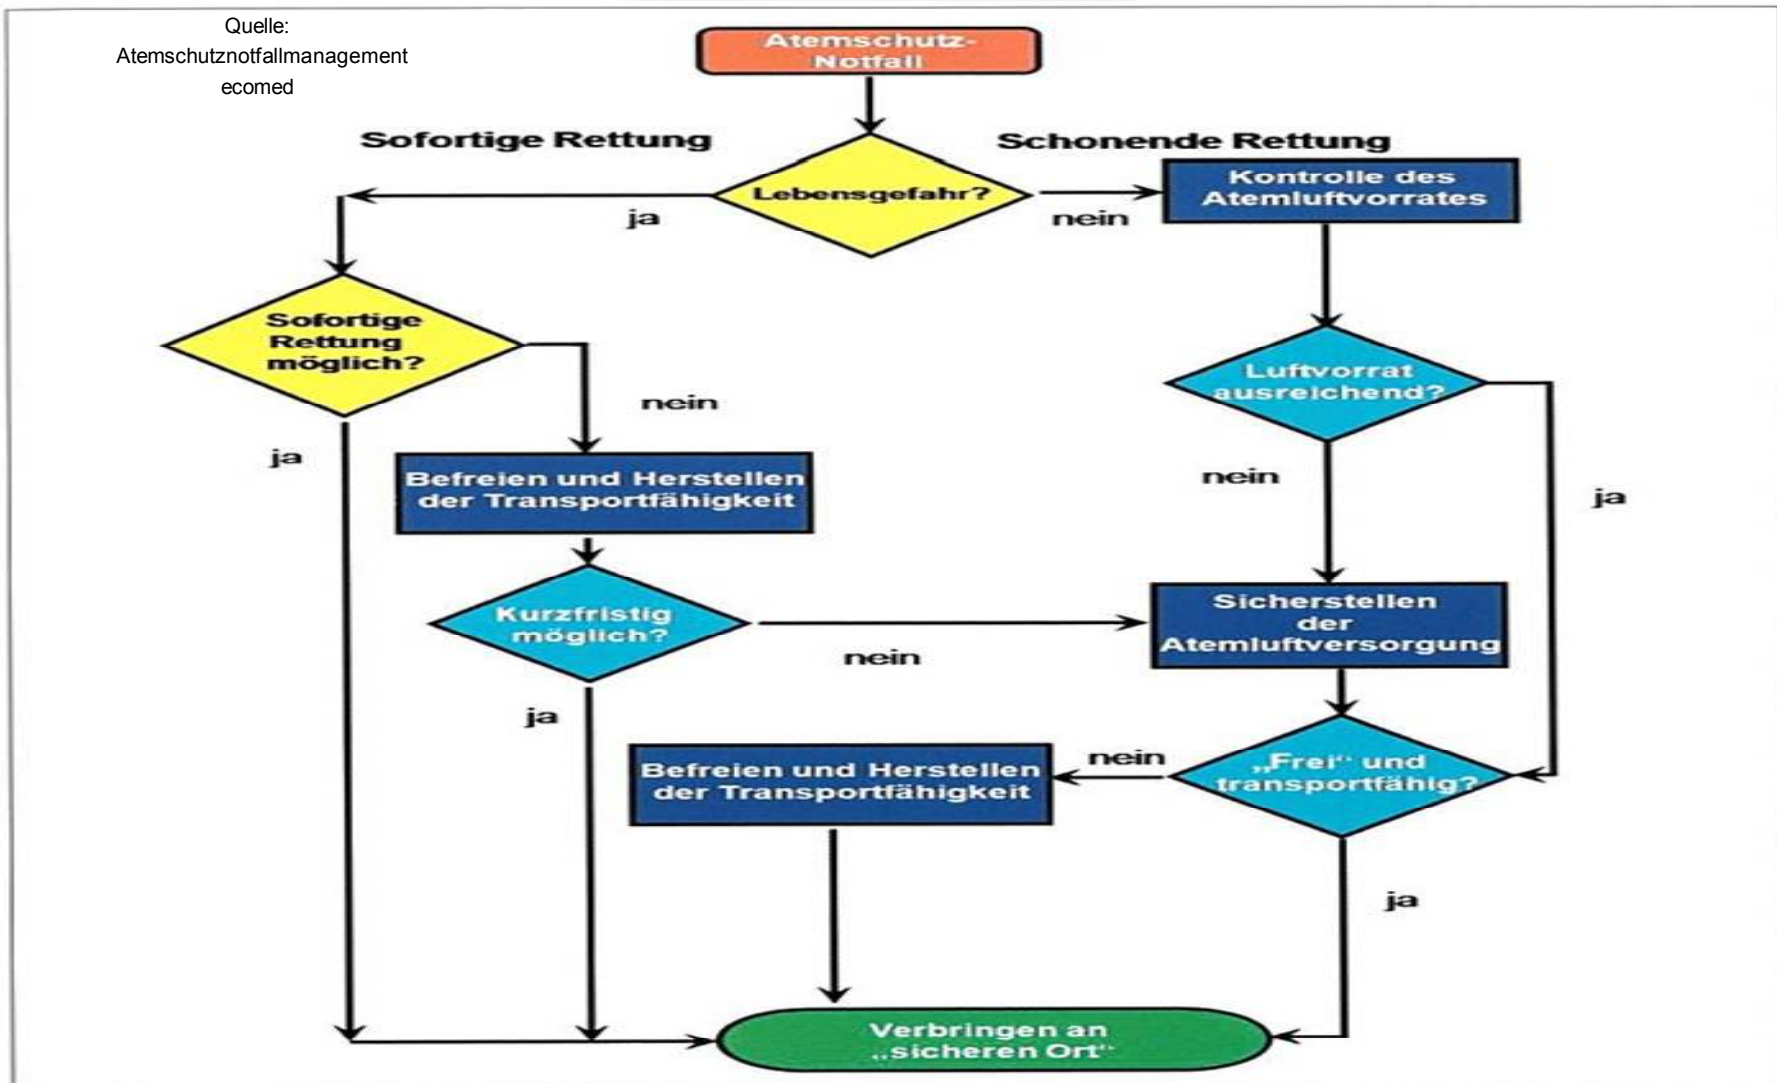 Quelle:
Atemschutznotfallmanagement
ecomed
Atemschutz-
Notfall
Sofortige Rettung
Schonende Rettung
Lebensgefahr?
ja
nein
Kontrolle des
Atemluftvorrates
Sofortige
Rettung
möglich?
nein
ja
Luftvorrat
ausreichend?
nein
ja
Befreien und Herstellen
der Transportfähigkeit
Kurzfristig
möglich?
nein
ja
Sicherstellen
der
Atemluftversorgung
Befreien und Herstellen
der Transportfähigkeit
nein
„Frei“ und
transportfähig?
ja
Verbringen an
„sicheren Ort“